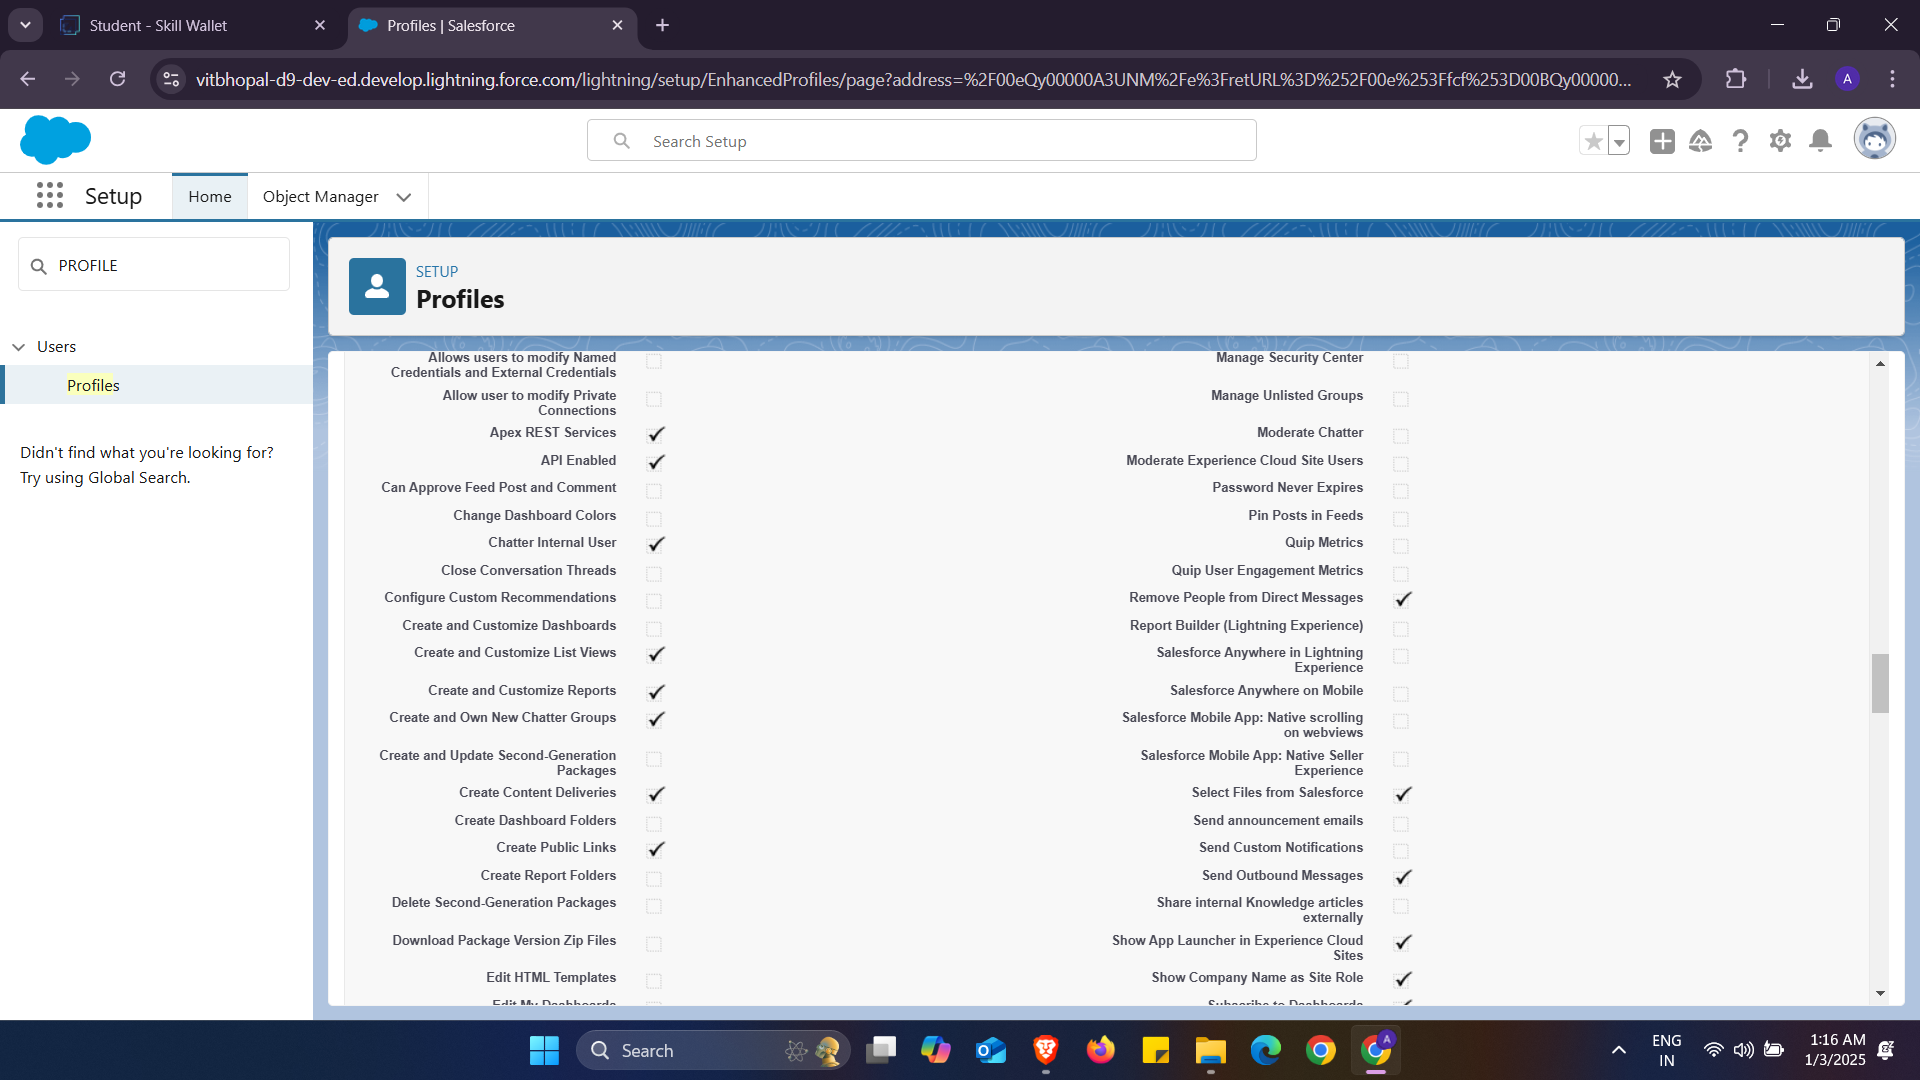 Student - Skill Wallet
Profiles | Salesforce
vitbhopal-d9-dev-ed.develop.lightning.force.com/lightning/setup/EnhancedProfiles/page?address=%2F00eQy00000A3UNM%2Fe%3FretURL%3D%252F00e%253Ffcf%253D00BQy00000...
A
Search Setup
Setup
Home
Object Manager
PROFILE
Users
Profiles
Didn't find what you're looking for?
Try using Global Search.
SETUP
Profiles
Allows users to modify Named
Credentials and External Credentials
Manage Security Center
Allow user to modify Private
Connections
Manage Unlisted Groups
Apex REST Services
Moderate Chatter
API Enabled
Moderate Experience Cloud Site Users
Can Approve Feed Post and Comment
Password Never Expires
Change Dashboard Colors
Pin Posts in Feeds
Chatter Internal User
Quip Metrics
Close Conversation Threads
Quip User Engagement Metrics
Configure Custom Recommendations
Remove People from Direct Messages
Create and Customize Dashboards
Report Builder (Lightning Experience)
Create and Customize List Views
Salesforce Anywhere in Lightning
Experience
Create and Customize Reports
Salesforce Anywhere on Mobile
Create and Own New Chatter Groups
Salesforce Mobile App: Native scrolling
on webviews
Create and Update Second-Generation
Packages
Salesforce Mobile App: Native Seller
Experience
Create Content Deliveries
Select Files from Salesforce
Create Dashboard Folders
Send announcement emails
Create Public Links
Send Custom Notifications
Create Report Folders
Send Outbound Messages
Delete Second-Generation Packages
Share internal Knowledge articles
externally
Download Package Version Zip Files
Show App Launcher in Experience Cloud
Sites
Edit HTML Templates
Show Company Name as Site Role
Edit My Dashboards
Subscribe to Dashboards
Search
A
ENG
IN
1:16 AM
1/3/2025